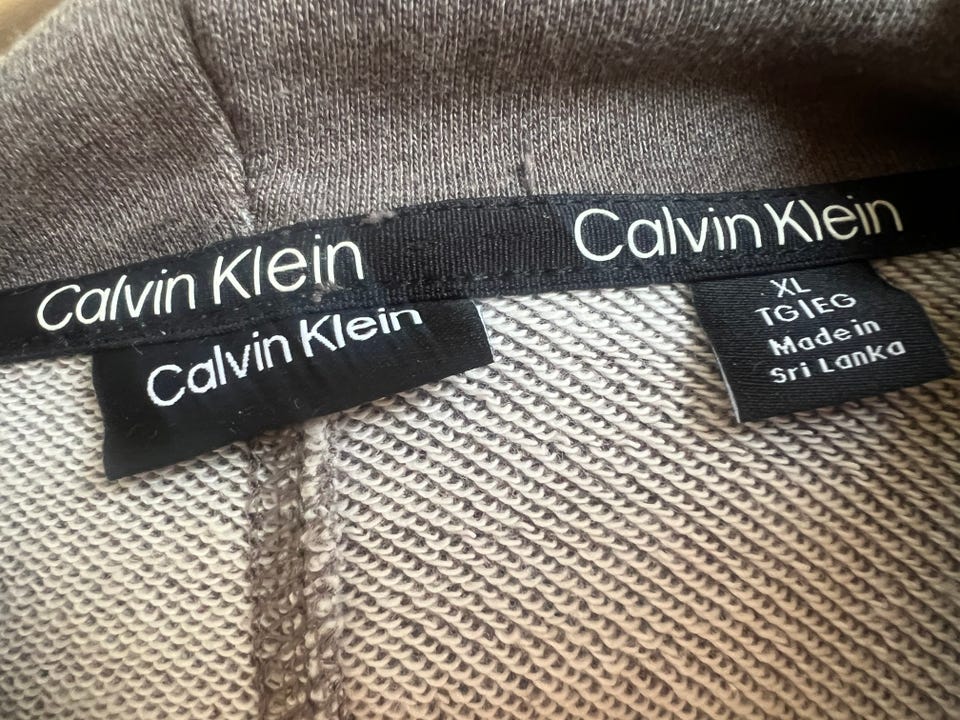 Calvin Klein
Calvin Klein
Calvin Klein
XL
TG|EG
Made in
Sri Lanka